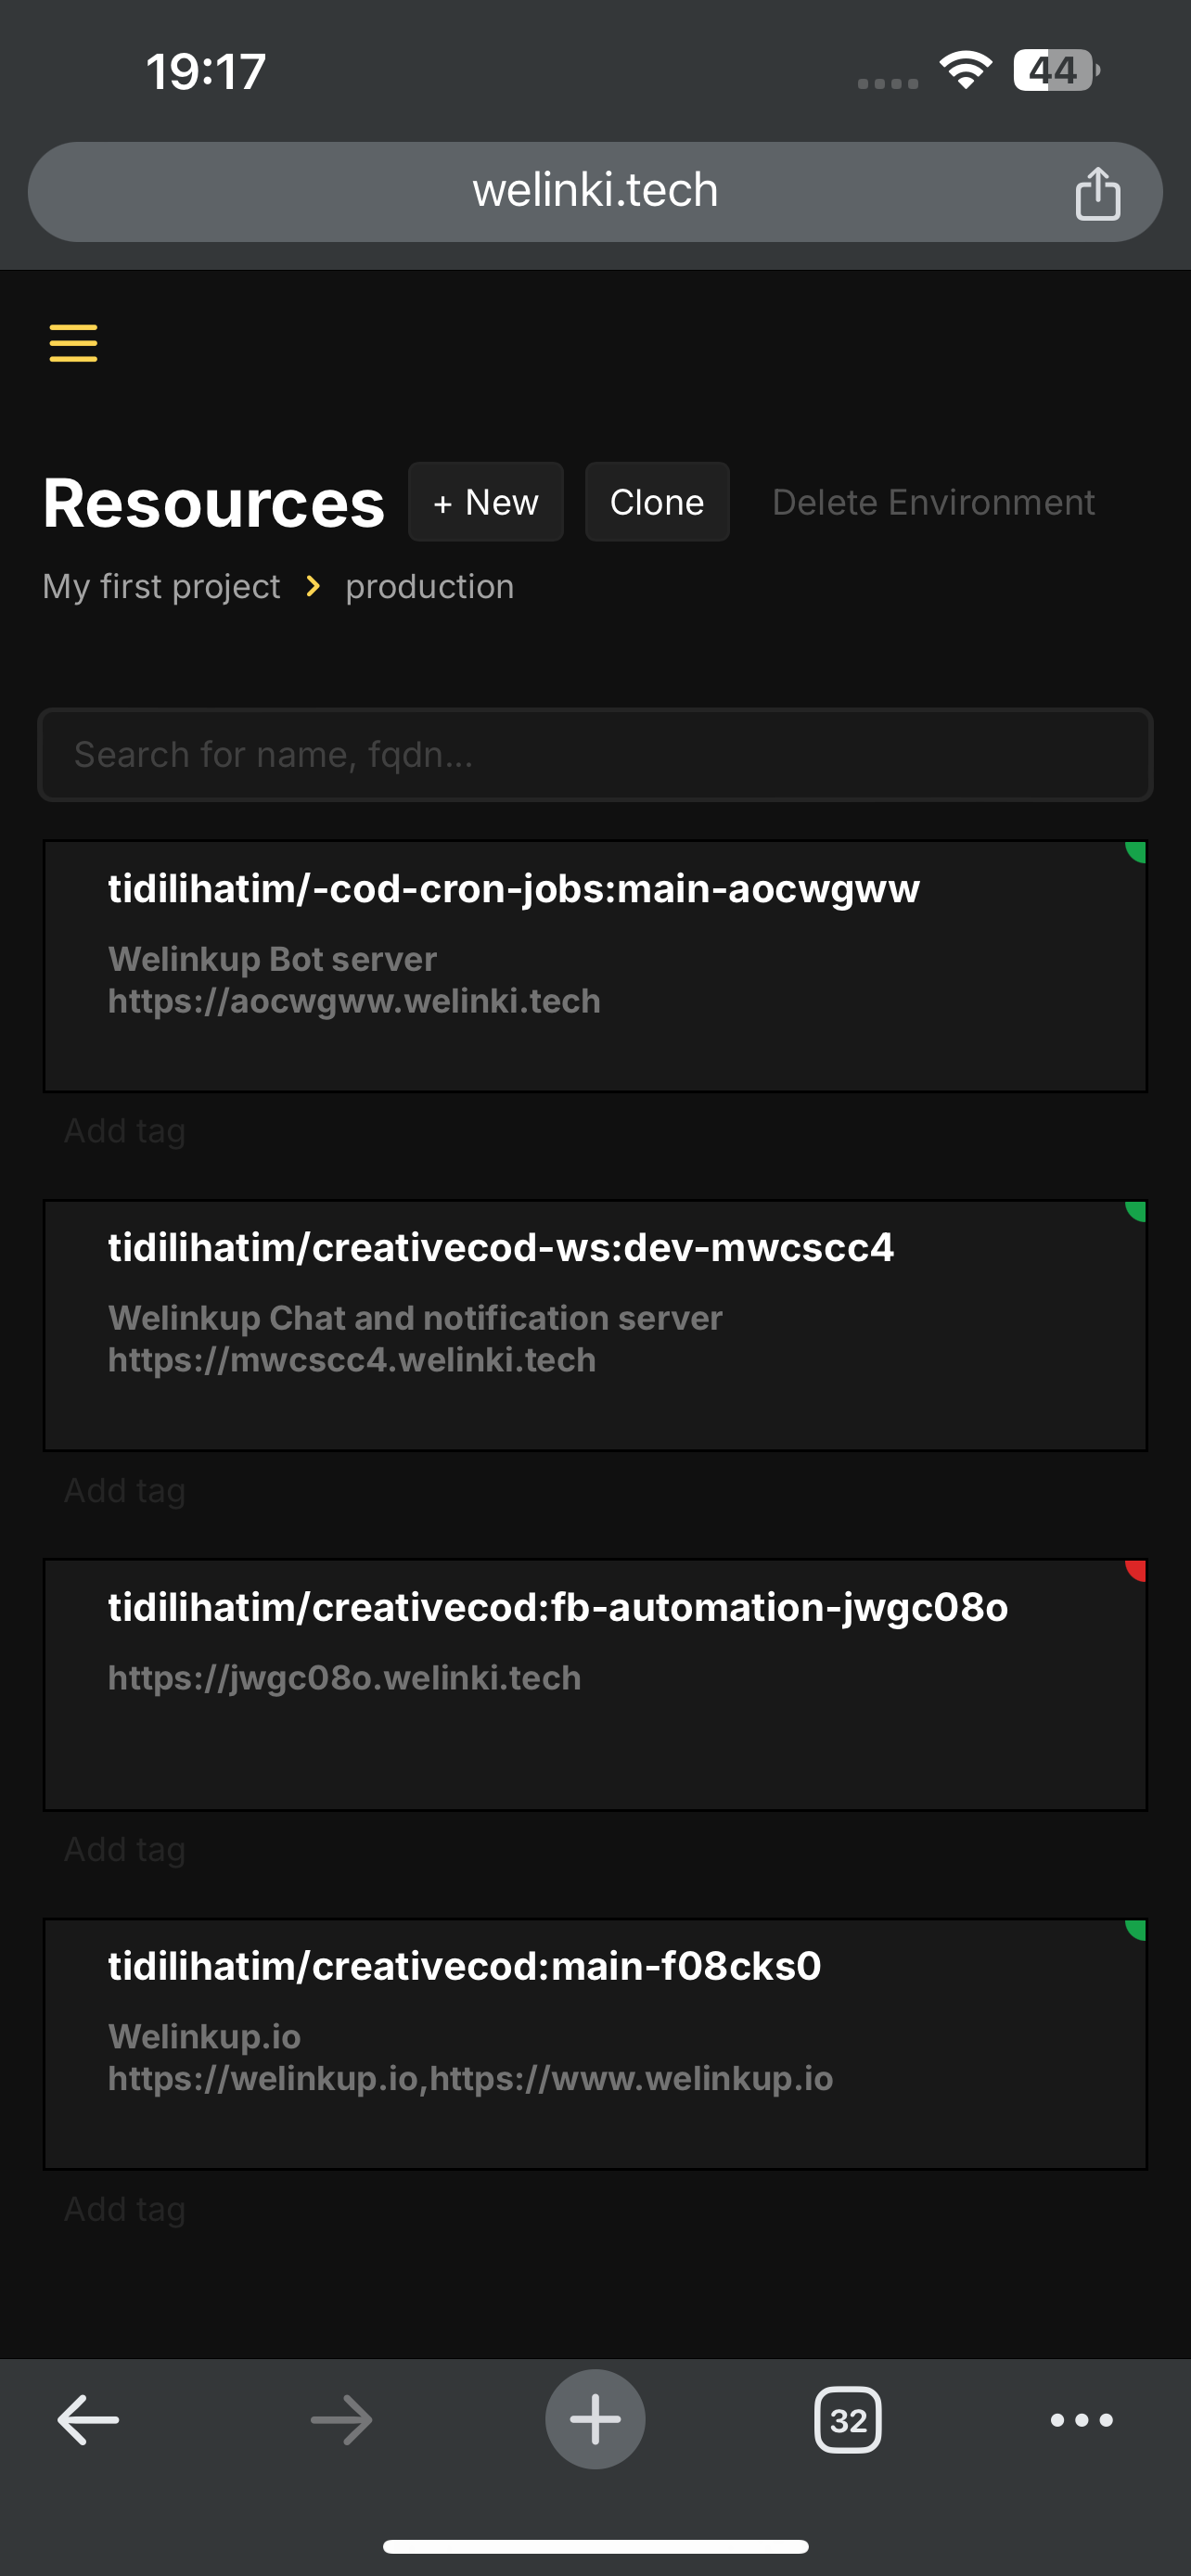 19:17
44
welinki.tech
Resources
+ New
Clone
Delete Environment
My first project
production
Search for name, fqdn...
tidilihatim/-cod-cron-jobs:main-aocwgww
Welinkup Bot server
https://aocwgww.welinki.tech
Add tag
tidilihatim/creativecod-ws:dev-mwcscc4
Welinkup Chat and notification server
https://mwcscc4.welinki.tech
Add tag
tidilihatim/creativecod:fb-automation-jwgc08o
https://jwgc08o.welinki.tech
Add tag
tidilihatim/creativecod:main-f08cks0
Welinkup.io
https://welinkup.io,https://www.welinkup.io
Add tag
32